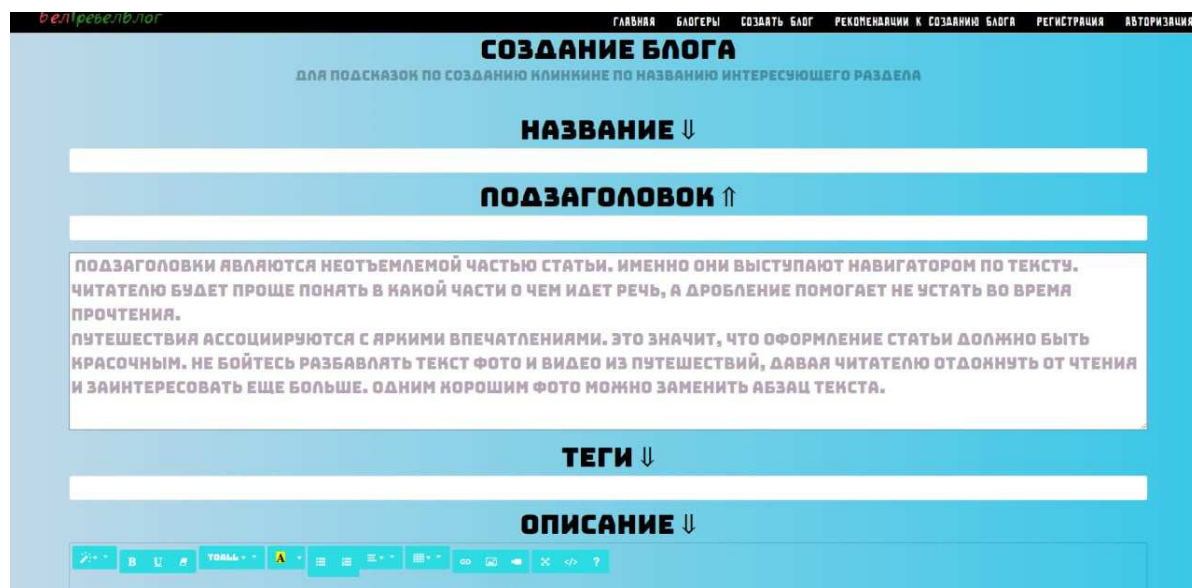 белТревелБлог
ГЛАВНАЯ БЛОГЕРЫ СОЗДАТЬ БЛОГ РЕКОМЕНДАЦИИ К СОЗДАНИЮ БЛОГА РЕГИСТРАЦИЯ АВТОРИЗАЦИЯ
СОЗДАНИЕ БЛОГА
ДЛЯ ПОДСКАЗОК ПО СОЗДАНИЮ КЛИНКИНЕ ПО НАЗВАНИЮ ИНТЕРЕСУЮЩЕГО РАЗДЕЛА
НАЗВАНИЕ ⇓
ПОДЗАГОЛОВОК ⇑
ПОДЗАГОЛОВКИ ЯВЛЯЮТСЯ НЕОТЪЕМЛЕМОЙ ЧАСТЬЮ СТАТЬИ. ИМЕННО ОНИ ВЫСТУПАЮТ НАВИГАТОРОМ ПО ТЕКСТУ.
ЧИТАТЕЛЮ БУДЕТ ПРОЩЕ ПОНЯТЬ В КАКОЙ ЧАСТИ О ЧЕМ ИДЕТ РЕЧЬ, А ДРОБЛЕНИЕ ПОМОГАЕТ НЕ УСТАТЬ ВО ВРЕМЯ
ПРОЧТЕНИЯ.
ПУТЕШЕСТВИЯ АССОЦИИРУЮТСЯ С ЯРКИМИ ВПЕЧАТЛЕНИЯМИ. ЭТО ЗНАЧИТ, ЧТО ОФОРМЛЕНИЕ СТАТЬИ ДОЛЖНО БЫТЬ
КРАСОЧНЫМ. НЕ БОЙТЕСЬ РАЗБАВЛЯТЬ ТЕКСТ ФОТО И ВИДЕО ИЗ ПУТЕШЕСТВИЙ, ДАВАЯ ЧИТАТЕЛЮ ОТДОХНУТЬ ОТ ЧТЕНИЯ
И ЗАИНТЕРЕСОВАТЬ ЕЩЕ БОЛЬШЕ. ОДНИМ ХОРОШИМ ФОТО МОЖНО ЗАМЕНИТЬ АБЗАЦ ТЕКСТА.
ТЕГИ ⇓
ОПИСАНИЕ ⇓
B U A </> ?